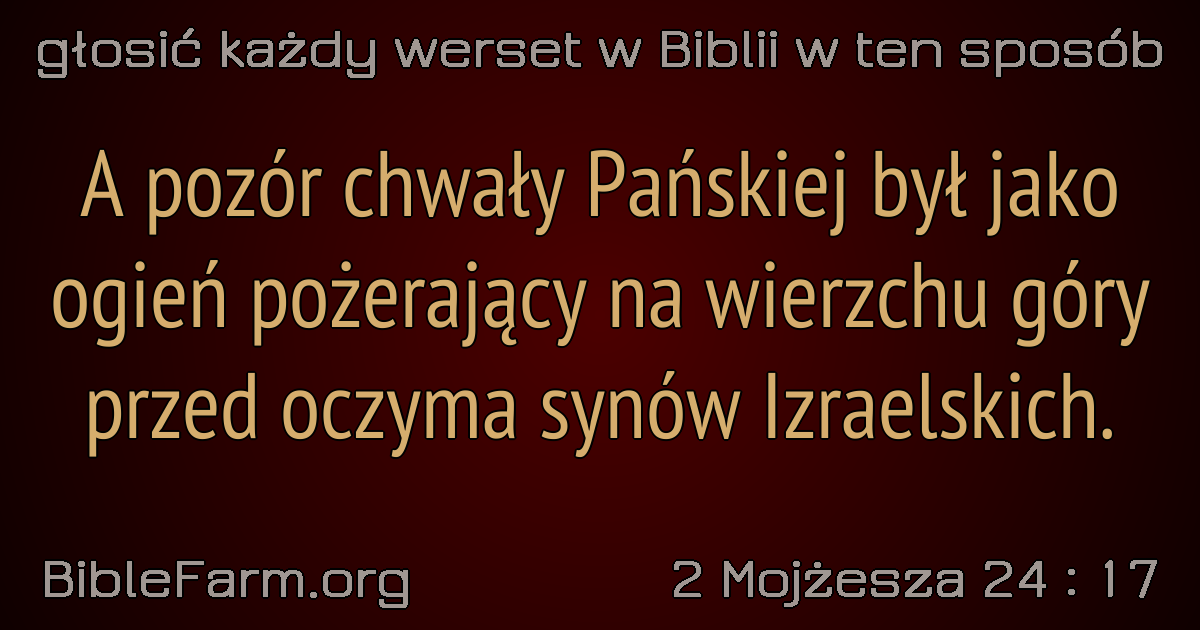 głosić każdy werset w Biblii w ten sposób
A pozór chwały Pańskiej był jako
ogień pożerający na wierzchu góry
przed oczyma synów Izraelskich.
BibleFarm.org
2 Mojżesza 24 : 17